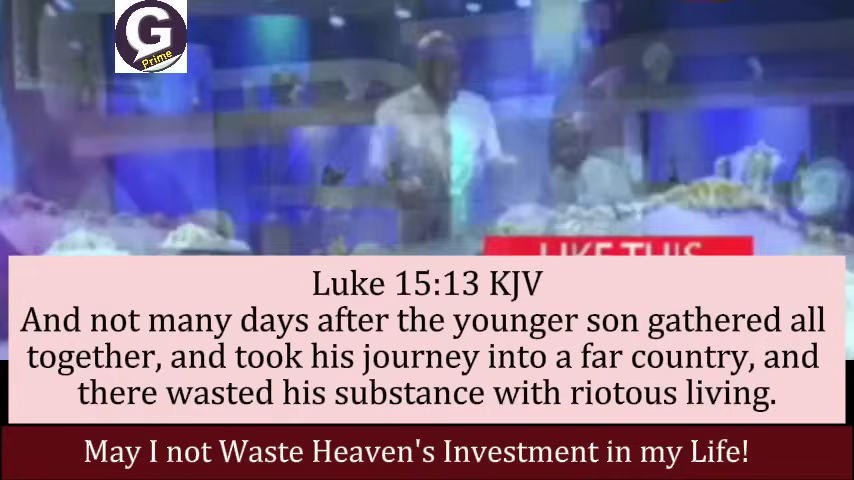 G
Prime
LIKE THIS
Luke 15:13 KJV
And not many days after the younger son gathered all
together, and took his journey into a far country, and
there wasted his substance with riotous living.
May I not Waste Heaven's Investment in my Life!